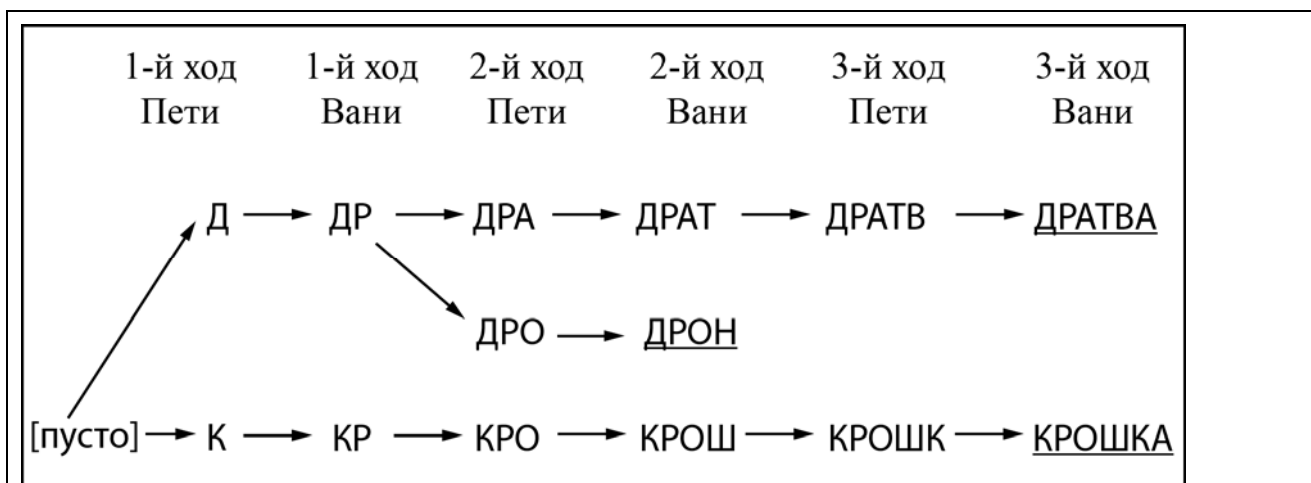 1-й ход 1-й ход 2-й ход 2-й ход 3-й ход 3-й ход
Пети Вани Пети Вани Пети Вани
Д ДР ДРА ДРАТ ДРАТВ ДРАТВА
ДРО ДРОН
[пусто] К КР КРО КРОШ КРОШК КРОШКА